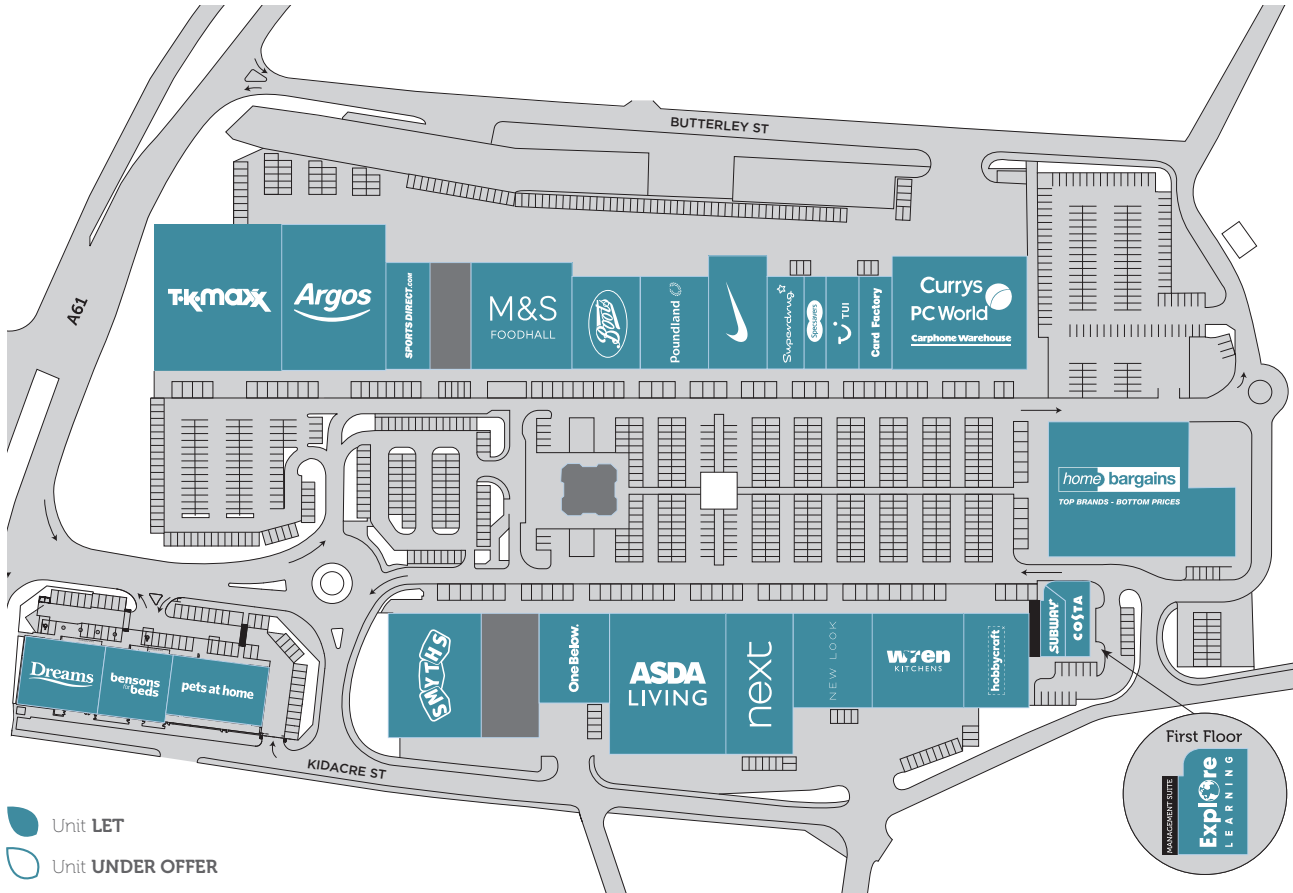 BUTTERLEY ST
A61
T·K·maxx
Argos
SPORTSDIRECT.COM
M&S
FOODHALL
Boots
Poundland
Superdrug
Specsavers
TUI
Card Factory
Currys
PC World
Carphone Warehouse
home bargains
TOP BRANDS - BOTTOM PRICES
SUBWAY
COSTA
Dreams
bensons
for
beds
pets at home
SMYTHS
One Below.
ASDA
LIVING
next
NEW LOOK
wren
KITCHENS
hobbycraft
KIDACRE ST
First Floor
MANAGEMENT SUITE
Explore
LEARNING
Unit LET
Unit UNDER OFFER